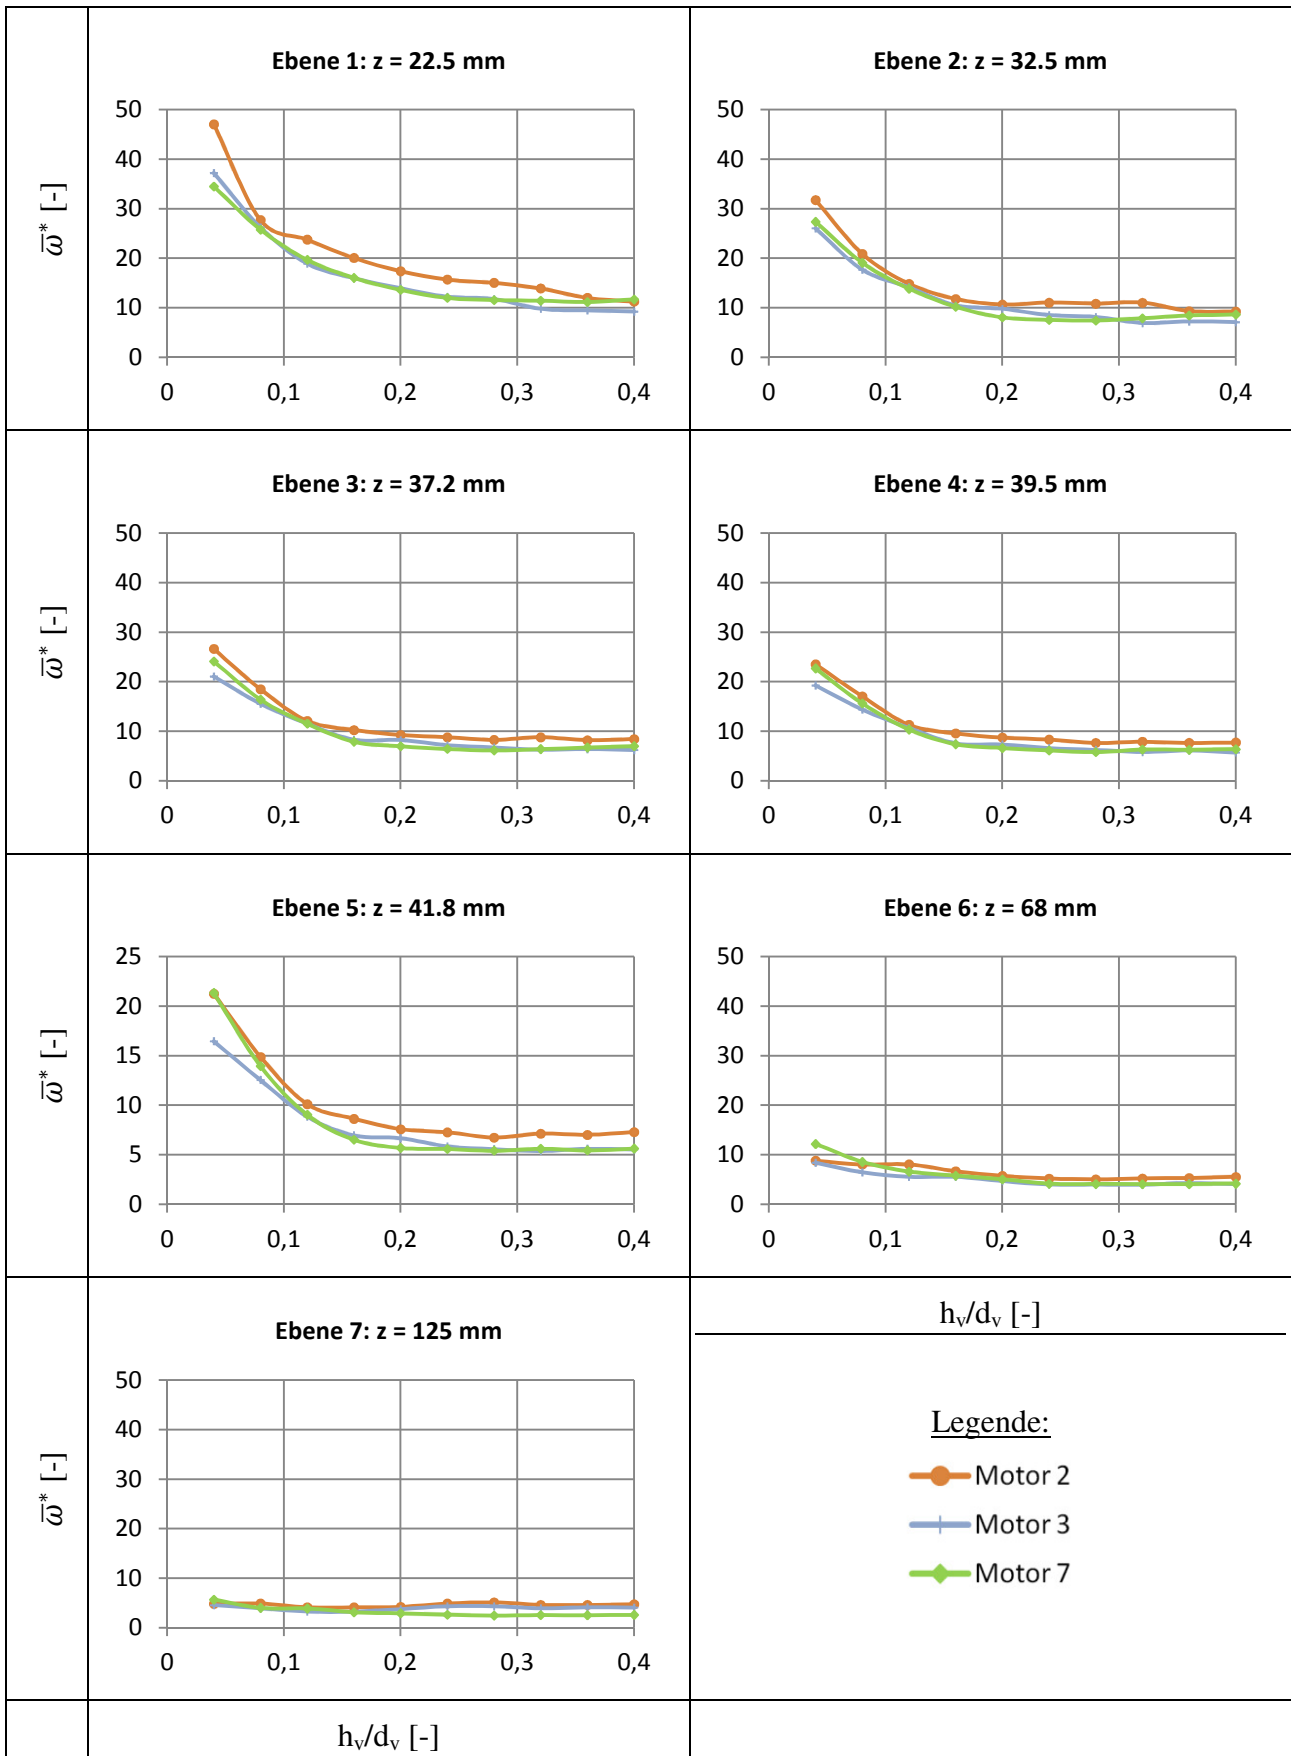 Ebene 1: z = 22.5 mm
ω̅* [-]
50
40
30
20
10
0
0 0,1 0,2 0,3 0,4
Ebene 2: z = 32.5 mm
50
40
30
20
10
0
0 0,1 0,2 0,3 0,4
Ebene 3: z = 37.2 mm
ω̅* [-]
50
40
30
20
10
0
0 0,1 0,2 0,3 0,4
Ebene 4: z = 39.5 mm
50
40
30
20
10
0
0 0,1 0,2 0,3 0,4
Ebene 5: z = 41.8 mm
ω̅* [-]
25
20
15
10
5
0
0 0,1 0,2 0,3 0,4
Ebene 6: z = 68 mm
50
40
30
20
10
0
0 0,1 0,2 0,3 0,4
Ebene 7: z = 125 mm
ω̅* [-]
50
40
30
20
10
0
0 0,1 0,2 0,3 0,4
hᵥ/dᵥ [-]
Legende:
Motor 2
Motor 3
Motor 7
hᵥ/dᵥ [-]